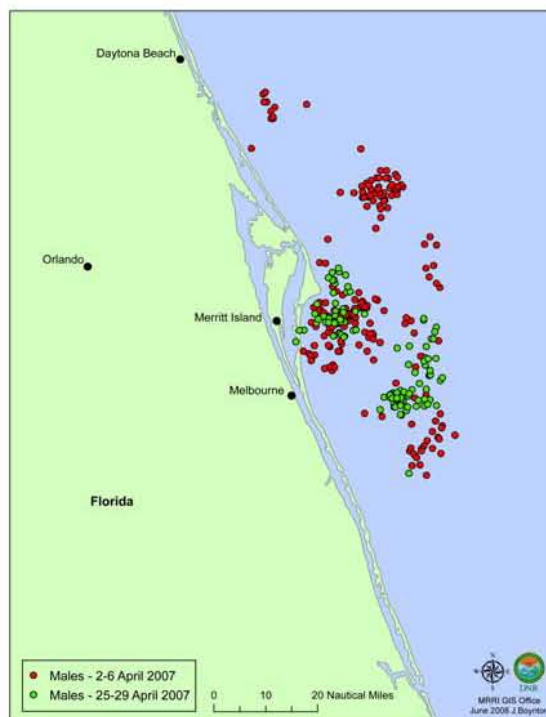 Daytona Beach
Orlando
Merritt Island
Melbourne
Florida
Males - 2-6 April 2007
Males - 25-29 April 2007
0 10 20 Nautical Miles
N
DNR
MRRI GIS Office
June 2008 J Boynton